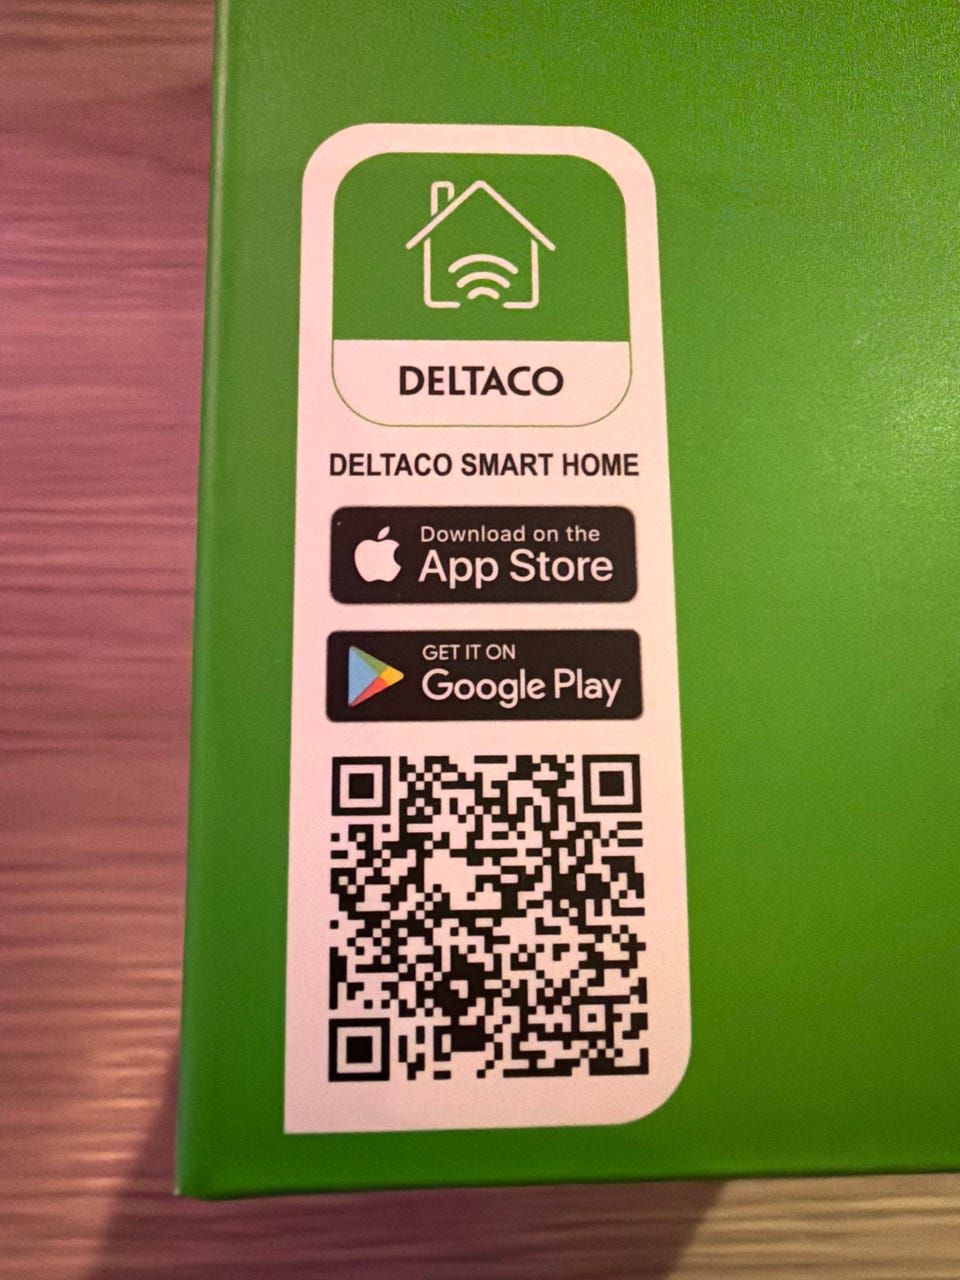 DELTACO
DELTACO SMART HOME
Download on the
App Store
GET IT ON
Google Play